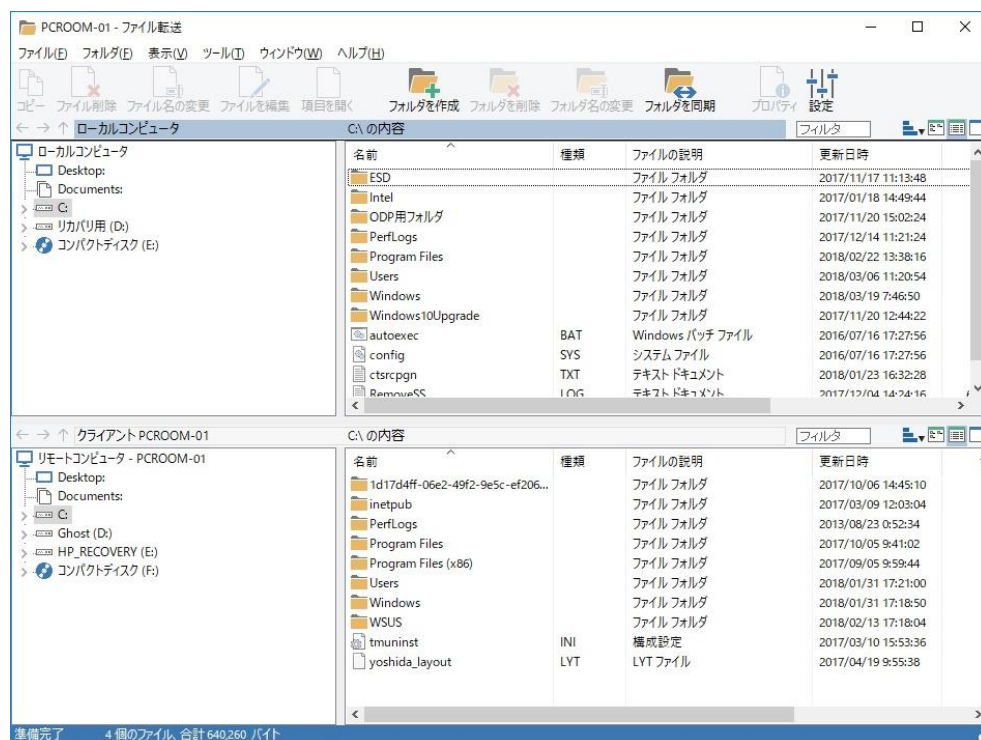 PCROOM-01 - ファイル転送
ファイル(F) フォルダ(F) 表示(V) ツール(T) ウィンドウ(W) ヘルプ(H)
コピー ファイル削除 ファイル名の変更 ファイルを編集 項目を開く フォルダを作成 フォルダを削除 フォルダ名の変更 フォルダを同期 プロパティ 設定
ローカルコンピュータ C:\ の内容 フィルタ
ローカルコンピュータ
Desktop:
Documents:
C:
リカバリ用 (D:)
コンパクトディスク (E:)
名前 種類 ファイルの説明 更新日時
ESD ファイル フォルダ 2017/11/17 11:13:48
Intel ファイル フォルダ 2017/01/18 14:49:44
ODP用フォルダ ファイル フォルダ 2017/11/20 15:02:24
PerfLogs ファイル フォルダ 2017/12/14 11:21:24
Program Files ファイル フォルダ 2018/02/22 13:38:16
Users ファイル フォルダ 2018/03/06 11:20:54
Windows ファイル フォルダ 2018/03/19 7:46:50
Windows10Upgrade ファイル フォルダ 2017/11/20 12:44:22
autoexec BAT Windows バッチ ファイル 2016/07/16 17:27:56
config SYS システム ファイル 2016/07/16 17:27:56
ctsrcpgn TXT テキスト ドキュメント 2018/01/23 16:32:28
RemoveSS LOG テキスト ドキュメント 2017/12/04 14:24:16
クライアント PCROOM-01 C:\ の内容 フィルタ
リモートコンピュータ - PCROOM-01
Desktop:
Documents:
C:
Ghost (D:)
HP_RECOVERY (E:)
コンパクトディスク (F:)
名前 種類 ファイルの説明 更新日時
1d17d4ff-06e2-49f2-9e5c-ef206... ファイル フォルダ 2017/10/06 14:45:10
inetpub ファイル フォルダ 2017/03/09 12:03:04
PerfLogs ファイル フォルダ 2013/08/23 0:52:34
Program Files ファイル フォルダ 2017/10/05 9:41:02
Program Files (x86) ファイル フォルダ 2017/09/05 9:59:44
Users ファイル フォルダ 2018/01/31 17:21:00
Windows ファイル フォルダ 2018/01/31 17:18:50
WSUS ファイル フォルダ 2018/02/13 17:18:04
tmuninst INI 構成設定 2017/03/10 15:53:36
yoshida_layout LYT LYT ファイル 2017/04/19 9:55:38
準備完了 4 個のファイル、合計 640,260 バイト